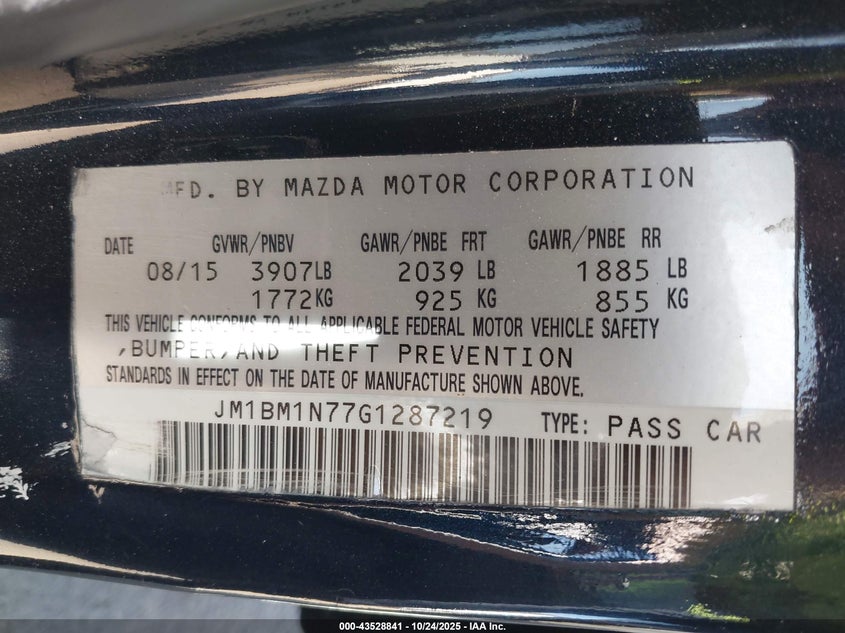 MFD. BY MAZDA MOTOR CORPORATION
DATE GVWR/PNBV GAWR/PNBE FRT GAWR/PNBE RR
08/15 3907LB 2039 LB 1885 LB
1772KG 925 KG 855 KG
THIS VEHICLE CONFORMS TO ALL APPLICABLE FEDERAL MOTOR VEHICLE SAFETY
,BUMPER,AND THEFT PREVENTION
STANDARDS IN EFFECT ON THE DATE OF MANUFACTURE SHOWN ABOVE.
JM1BM1N77G1287219 TYPE: PASS CAR
000-43528841 - 10/24/2025 - IAA Inc.